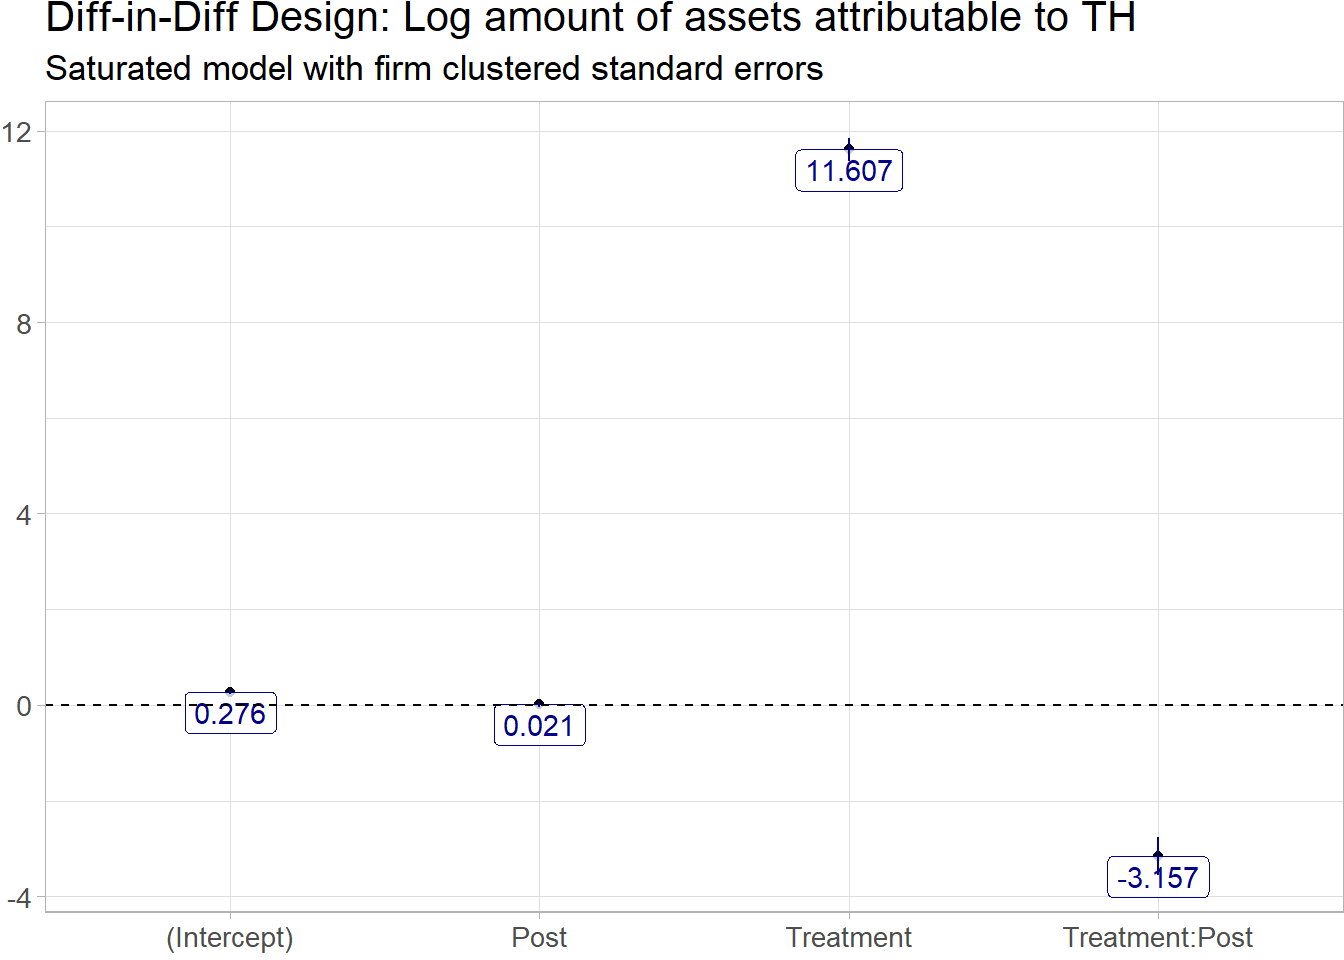 Diff-in-Diff Design: Log amount of assets attributable to TH
Saturated model with firm clustered standard errors
12
8
4
0
-4
11.607
0.276
0.021
-3.157
(Intercept)
Post
Treatment
Treatment:Post